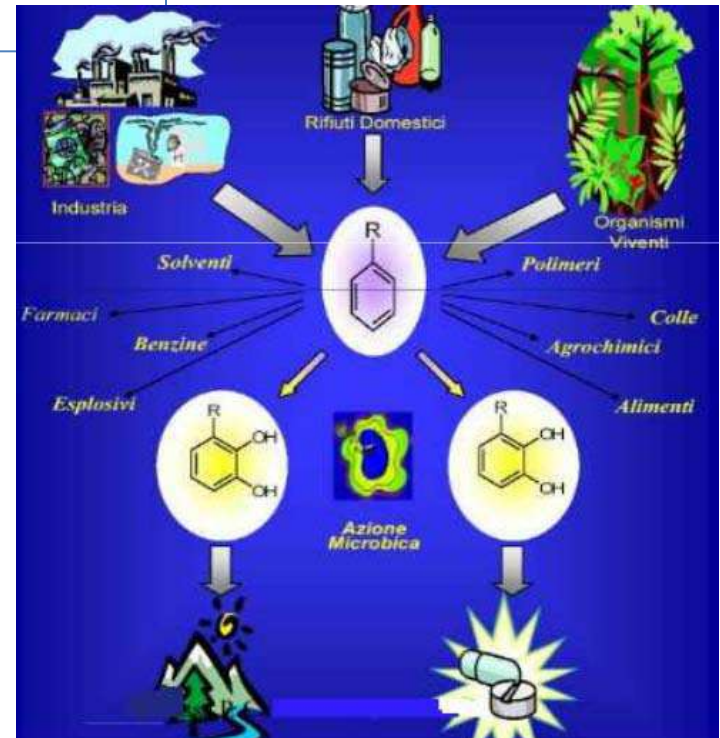 Rifiuti Domestici
Industria
Organismi
Viventi
R
Solventi
Polimeri
Farmaci
Colle
Benzine
Agrochimici
Esplosivi
Alimenti
R
OH
OH
R
OH
OH
Azione
Microbica